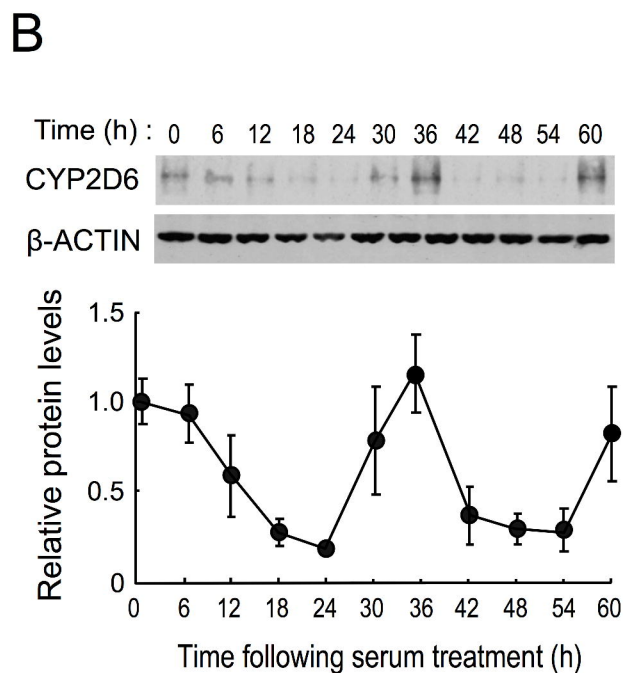 B
Time (h) : 0 6 12 18 24 30 36 42 48 54 60
CYP2D6
β-ACTIN
Relative protein levels
1.5
1.0
0.5
0
0 6 12 18 24 30 36 42 48 54 60
Time following serum treatment (h)